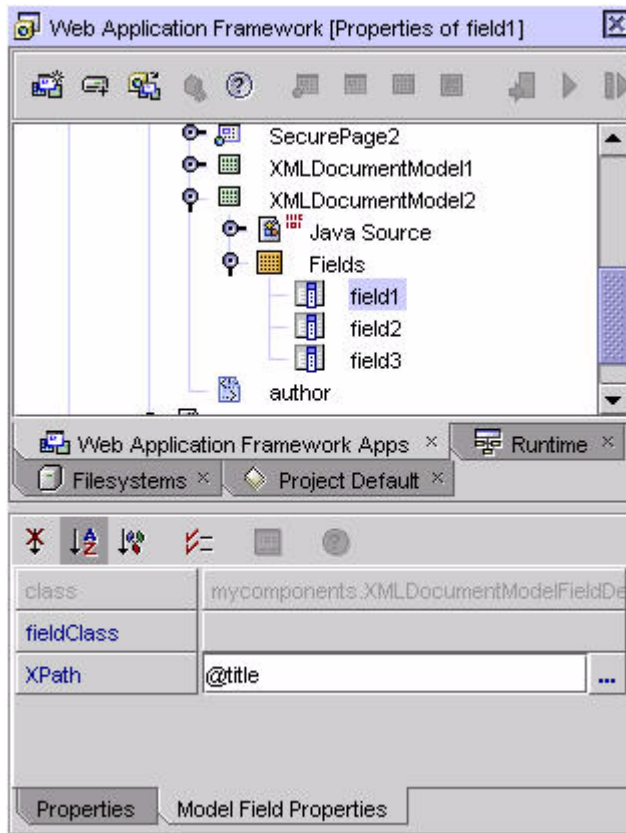 Web Application Framework [Properties of field1]
SecurePage2
XMLDocumentModel1
XMLDocumentModel2
Java Source
Fields
field1
field2
field3
author
Web Application Framework Apps
Runtime
Filesystems
Project Default
class mycomponents.XMLDocumentModelFieldDe
fieldClass
XPath @title ...
Properties Model Field Properties